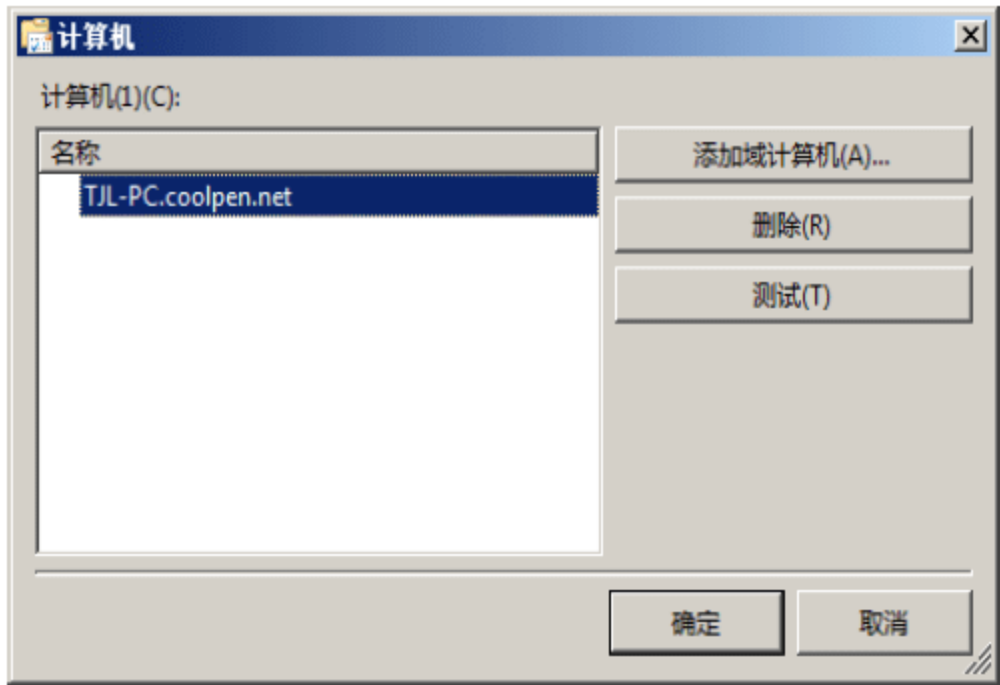 计算机
计算机(1)(C):
名称
添加域计算机(A)...
TJL-PC.coolpen.net
删除(R)
测试(T)
确定
取消